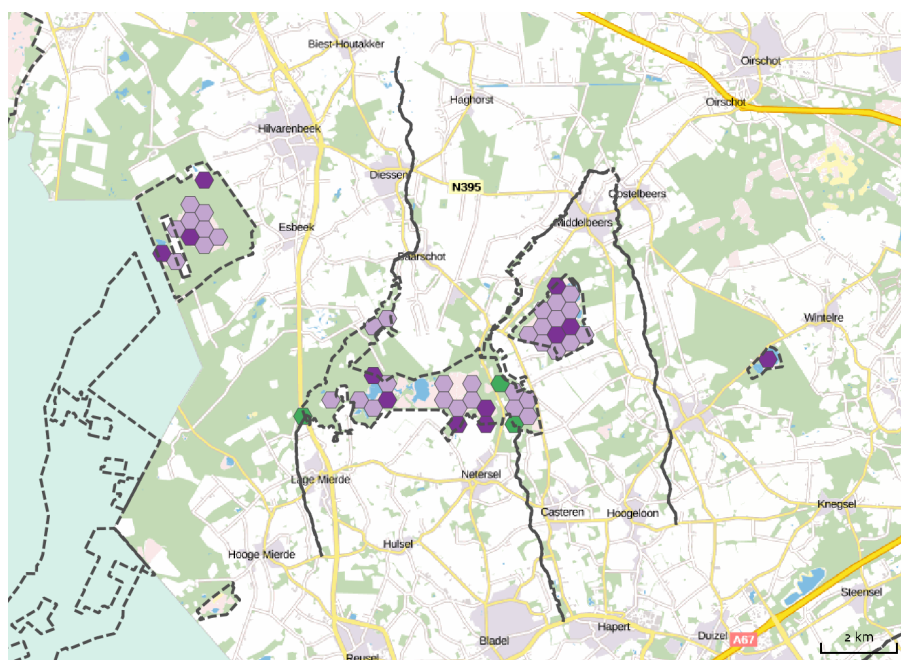 Biest-Houtakker
Oirschot
Haghorst
Oirschot
Hilvarenbeek
Diessen
N395
Oostelbeers
Middelbeers
Esbeek
Baarschot
Wintelre
Netersel
Lage Mierde
Casteren
Hoogeloon
Knegsel
Hulsel
Hooge Mierde
Steensel
Hapert
Duizel
A67
2 km
Bladel
Reusel